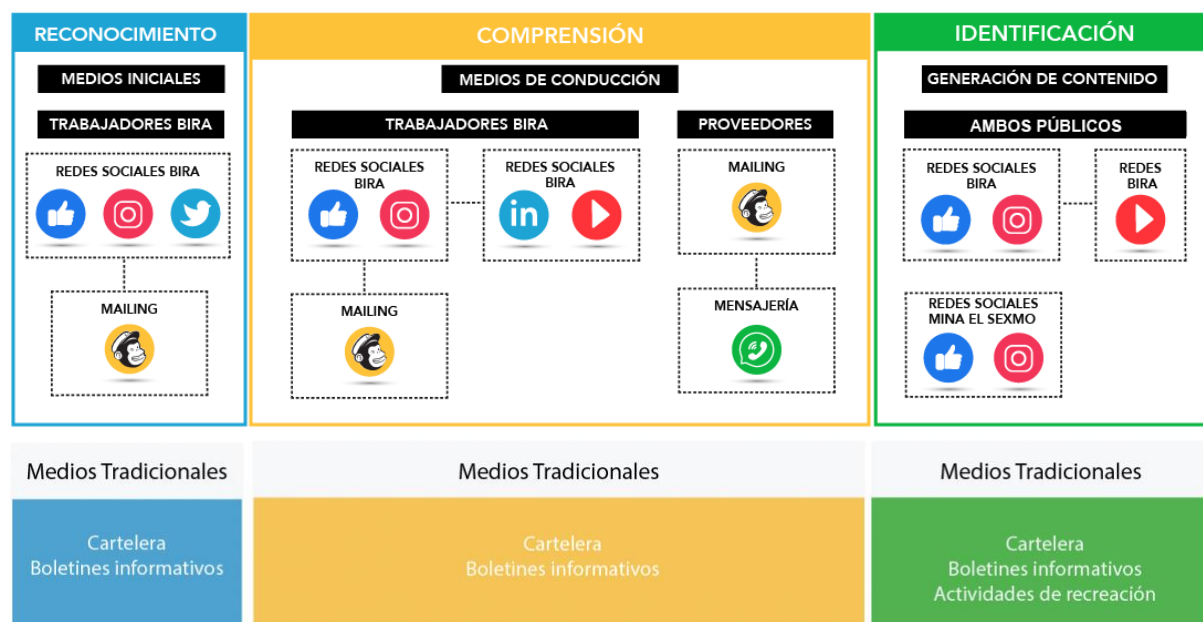 RECONOCIMIENTO
MEDIOS INICIALES
TRABAJADORES BIRA
REDES SOCIALES BIRA
MAILING
COMPRENSIÓN
MEDIOS DE CONDUCCIÓN
TRABAJADORES BIRA
REDES SOCIALES
BIRA
REDES SOCIALES
BIRA
in
MAILING
PROVEEDORES
MAILING
MENSAJERÍA
IDENTIFICACIÓN
GENERACIÓN DE CONTENIDO
AMBOS PÚBLICOS
REDES SOCIALES
BIRA
REDES
BIRA
REDES SOCIALES
MINA EL SEXMO
Medios Tradicionales
Cartelera
Boletines informativos
Medios Tradicionales
Cartelera
Boletines informativos
Medios Tradicionales
Cartelera
Boletines informativos
Actividades de recreación